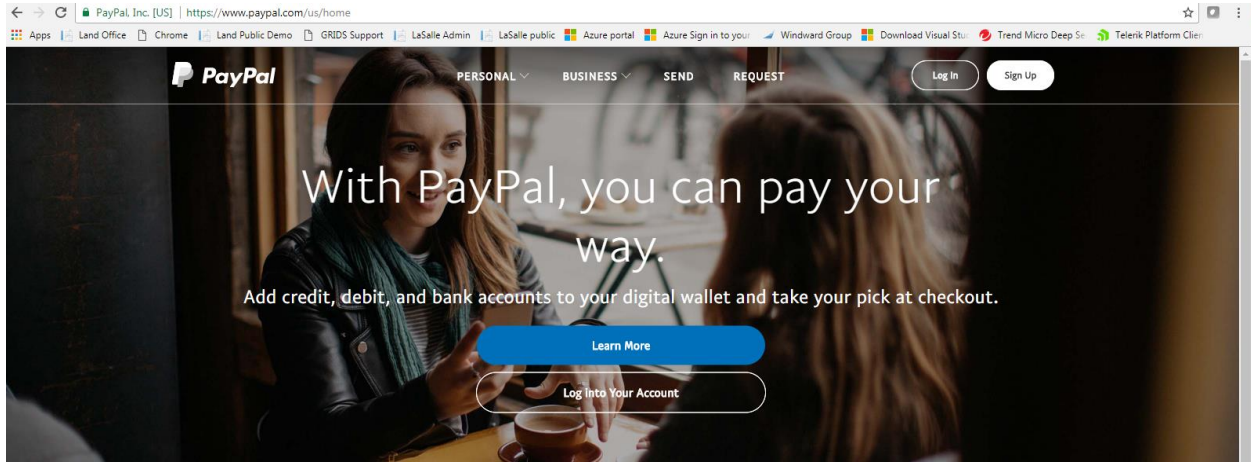 PayPal, Inc. [US] | https://www.paypal.com/us/home
Apps Land Office Chrome Land Public Demo GRIDS Support LaSalle Admin LaSalle public Azure portal Azure Sign in to your Windward Group Download Visual Stu Trend Micro Deep Se Telerik Platform Clien
PayPal PERSONAL BUSINESS SEND REQUEST Log In Sign Up
With PayPal, you can pay your
way.
Add credit, debit, and bank accounts to your digital wallet and take your pick at checkout.
Learn More
Log Into Your Account